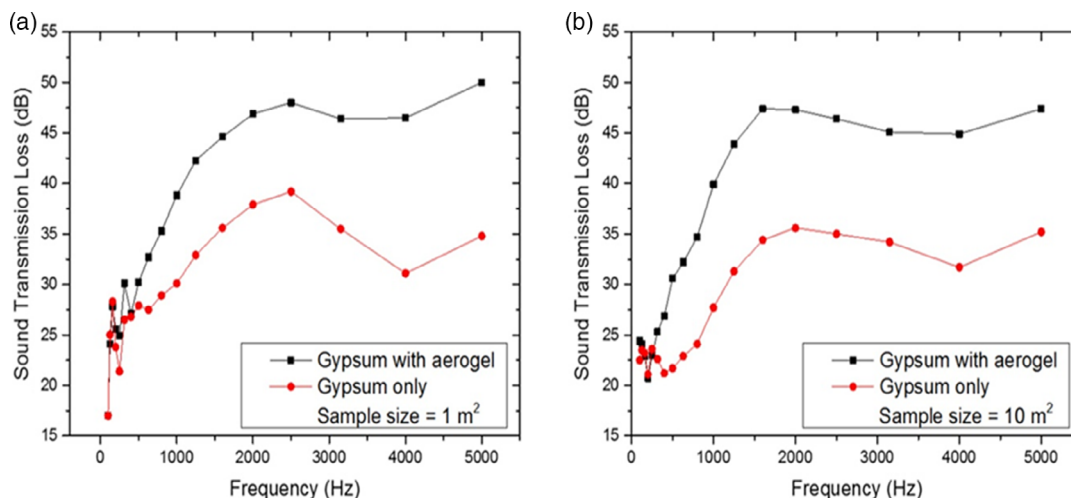 (a)
55
50
45
40
35
30
25
20
15
Sound Transmission Loss (dB)
Gypsum with aerogel
Gypsum only
Sample size = 1 m²
0 1000 2000 3000 4000 5000
Frequency (Hz)
(b)
55
50
45
40
35
30
25
20
15
Sound Transmission Loss (dB)
Gypsum with aerogel
Gypsum only
Sample size = 10 m²
0 1000 2000 3000 4000 5000
Frequency (Hz)